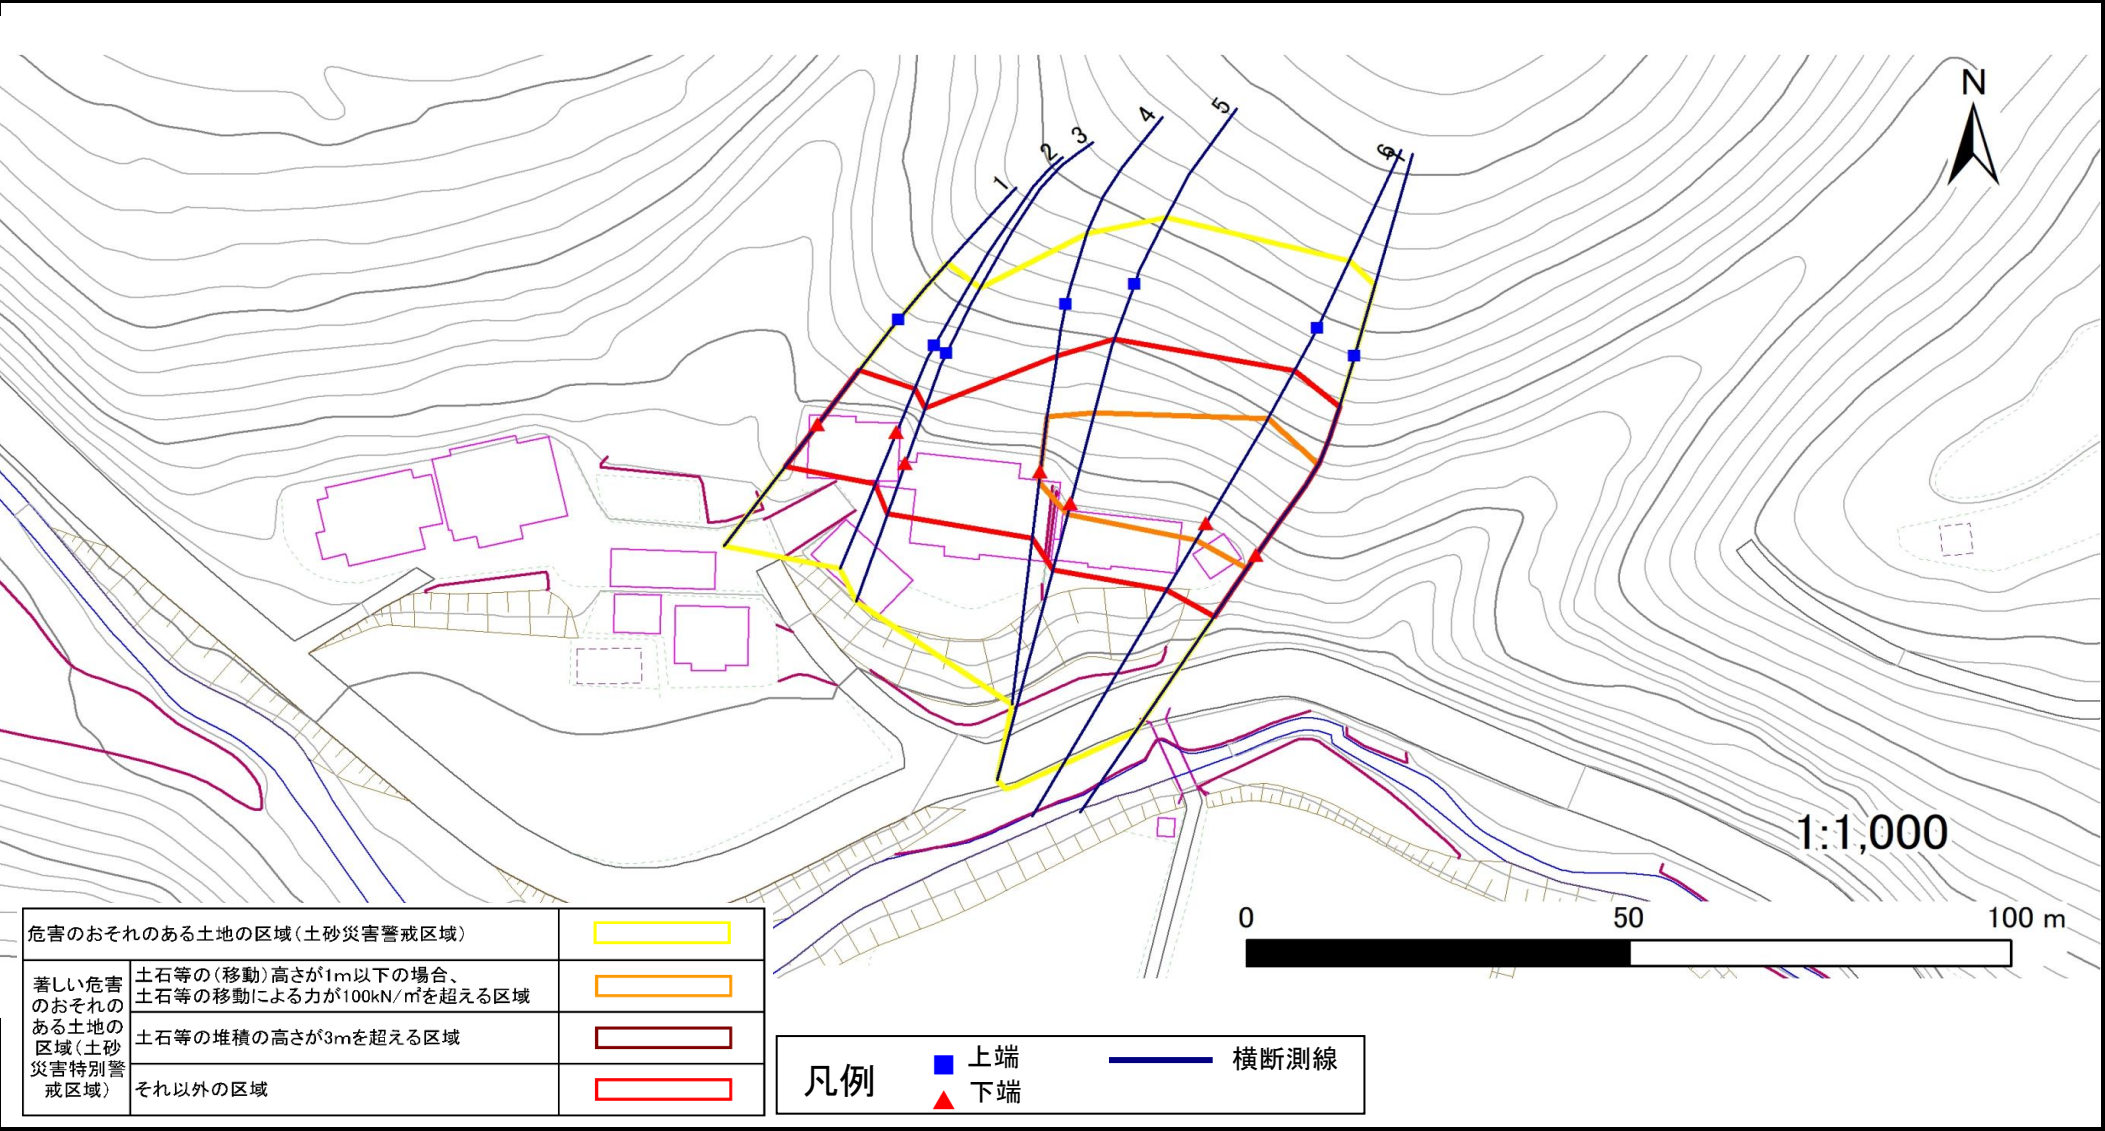 N
1
2
3
4
5
6
1:1,000
0
50
100 m
危害のおそれのある土地の区域(土砂災害警戒区域)
著しい危害
のおそれの
ある土地の
区域(土砂
災害特別警
戒区域)
土石等の(移動)高さが1m以下の場合、
土石等の移動による力が100kN/㎡を超える区域
土石等の堆積の高さが3mを超える区域
それ以外の区域
凡例
上端
下端
横断測線